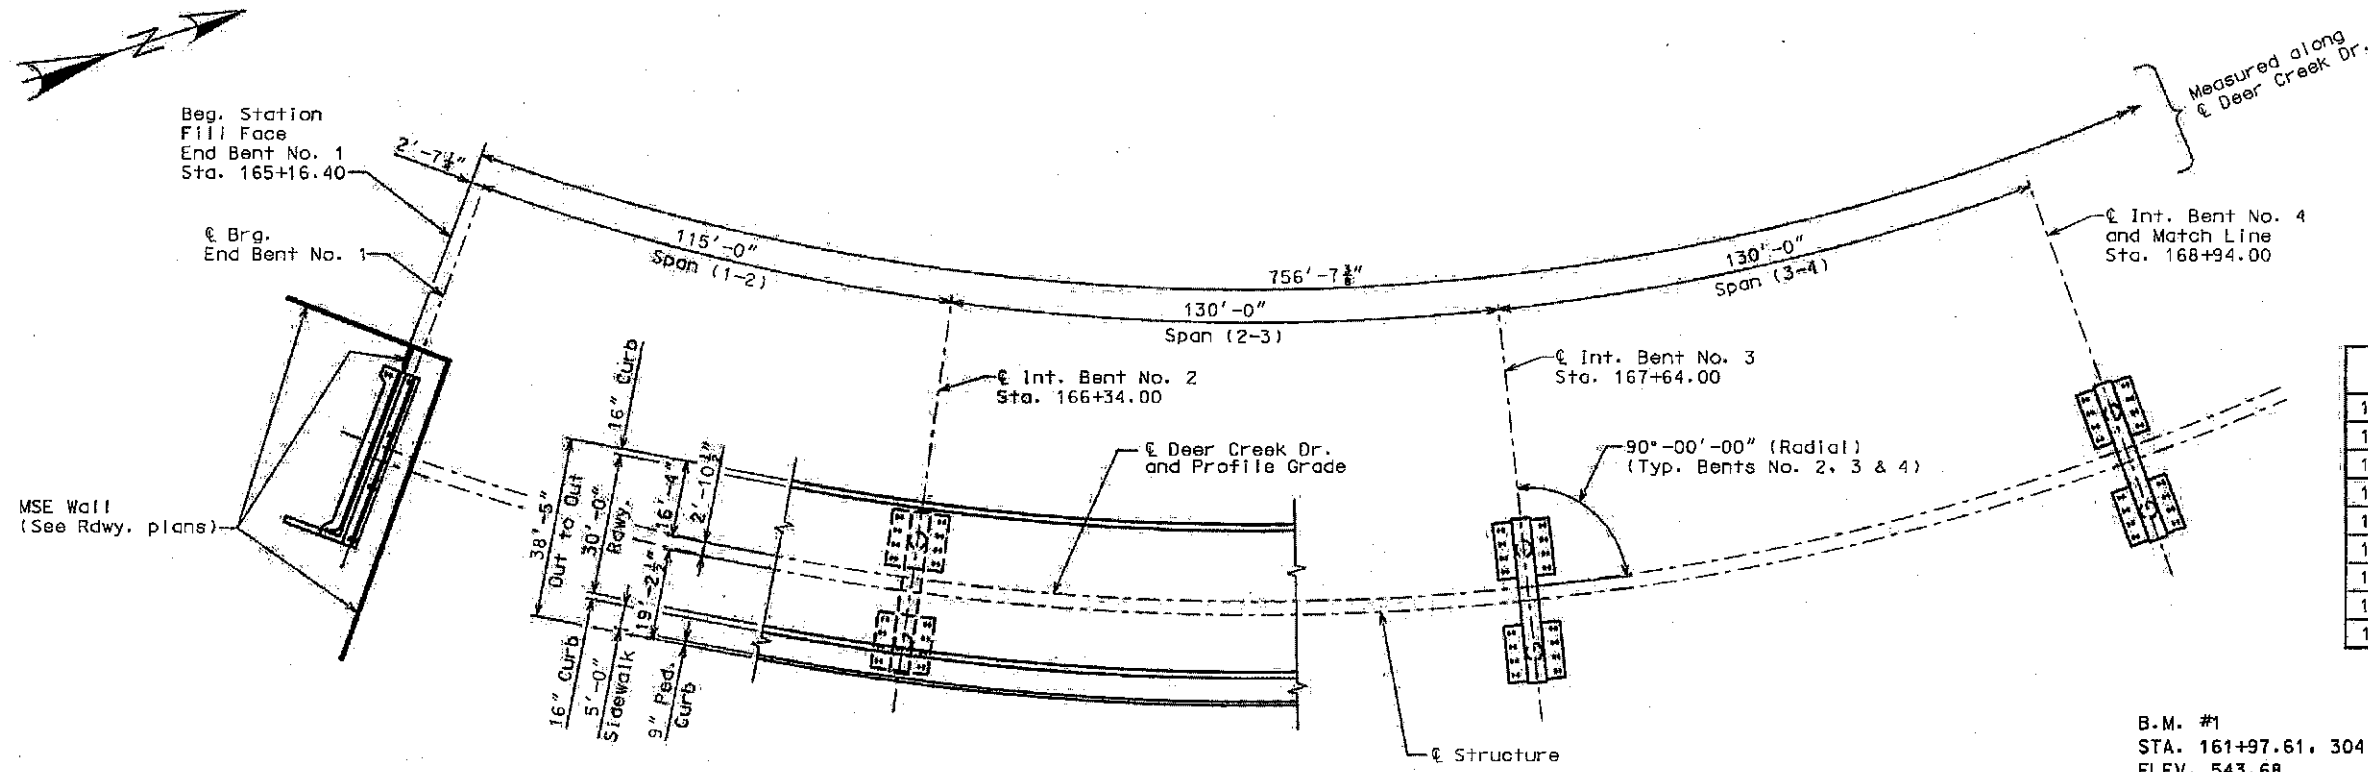 N
Measured along
℄ Deer Creek Dr.
Beg. Station
Fill Face
End Bent No. 1
Sta. 165+16.40
℄ Brg.
End Bent No. 1
115'-0"
Span (1-2)
756'-7⅜"
130'-0"
Span (2-3)
130'-0"
Span (3-4)
℄ Int. Bent No. 4
and Match Line
Sta. 168+94.00
℄ Int. Bent No. 2
Sta. 166+34.00
℄ Int. Bent No. 3
Sta. 167+64.00
℄ Deer Creek Dr.
and Profile Grade
90°-00'-00" (Radial)
(Typ. Bents No. 2, 3 & 4)
MSE Wall
(See Rdwy. plans)
16" Curb
38'-5"
Out to Out
30'-0"
Rdwy.
16'-4"
2'-10½"
19'-2½"
16" Curb
5'-0"
Sidewalk
9" Ped.
Curb
℄ Structure
B.M. #1
STA. 161+97.61, 304
ELEV. 543.68